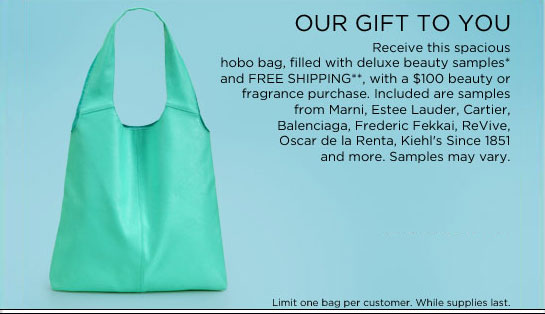 OUR GIFT TO YOU
Receive this spacious
hobo bag, filled with deluxe beauty samples*
and FREE SHIPPING**, with a $100 beauty or
fragrance purchase. Included are samples
from Marni, Estee Lauder, Cartier,
Balenciaga, Frederic Fekkai, ReVive,
Oscar de la Renta, Kiehl's Since 1851
and more. Samples may vary.
Limit one bag per customer. While supplies last.